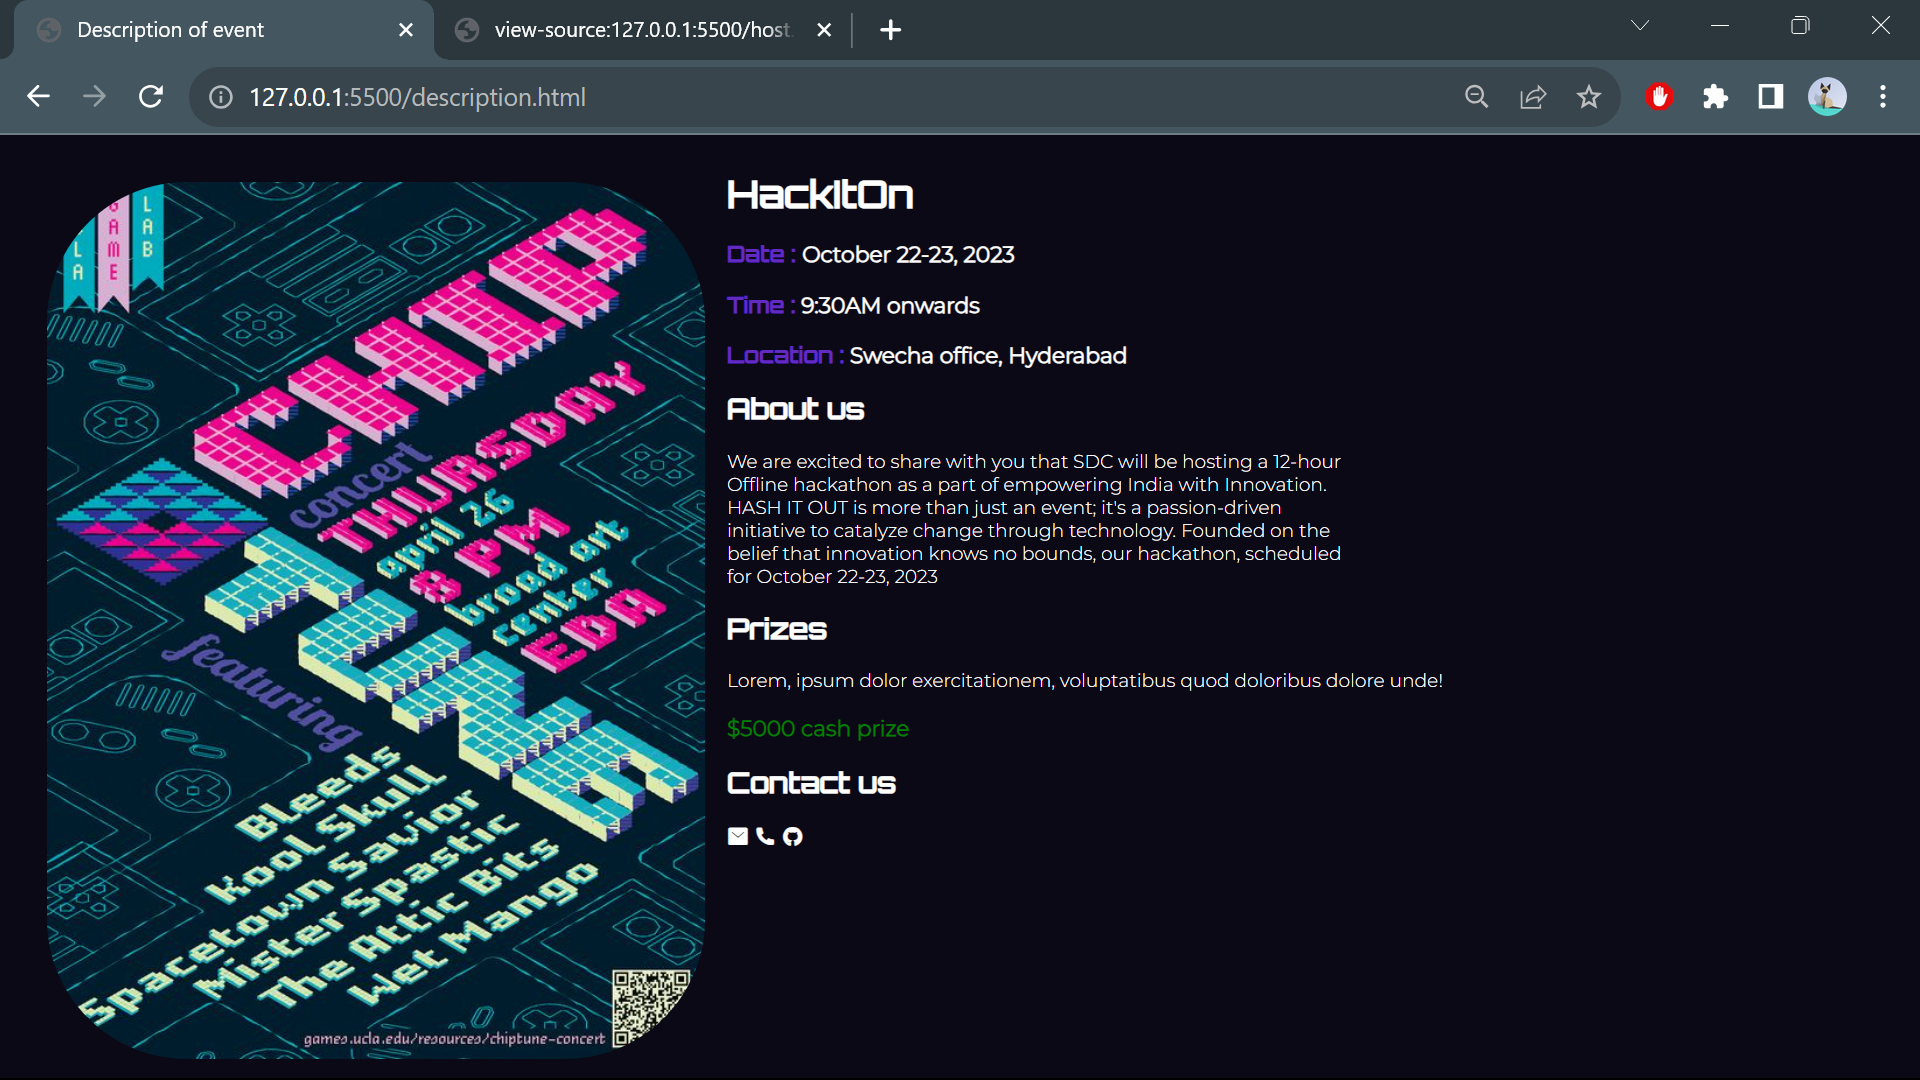 Description of event
view-source:127.0.0.1:5500/host
127.0.0.1:5500/description.html
LA
GAME
LAB
CHIP
concert
THURSDAY
april 26
8 PM
broad art
center
EDA
TUNE
featuring
Bleeds
Kool Skull
Spacetown Savior
Mister Spastic
The Attic Bits
Wet Mango
games.ucla.edu/resources/chiptune-concert
HackItOn
Date : October 22-23, 2023
Time : 9:30AM onwards
Location : Swecha office, Hyderabad
About us
We are excited to share with you that SDC will be hosting a 12-hour
Offline hackathon as a part of empowering India with Innovation.
HASH IT OUT is more than just an event; it's a passion-driven
initiative to catalyze change through technology. Founded on the
belief that innovation knows no bounds, our hackathon, scheduled
for October 22-23, 2023
Prizes
Lorem, ipsum dolor exercitationem, voluptatibus quod doloribus dolore unde!
$5000 cash prize
Contact us